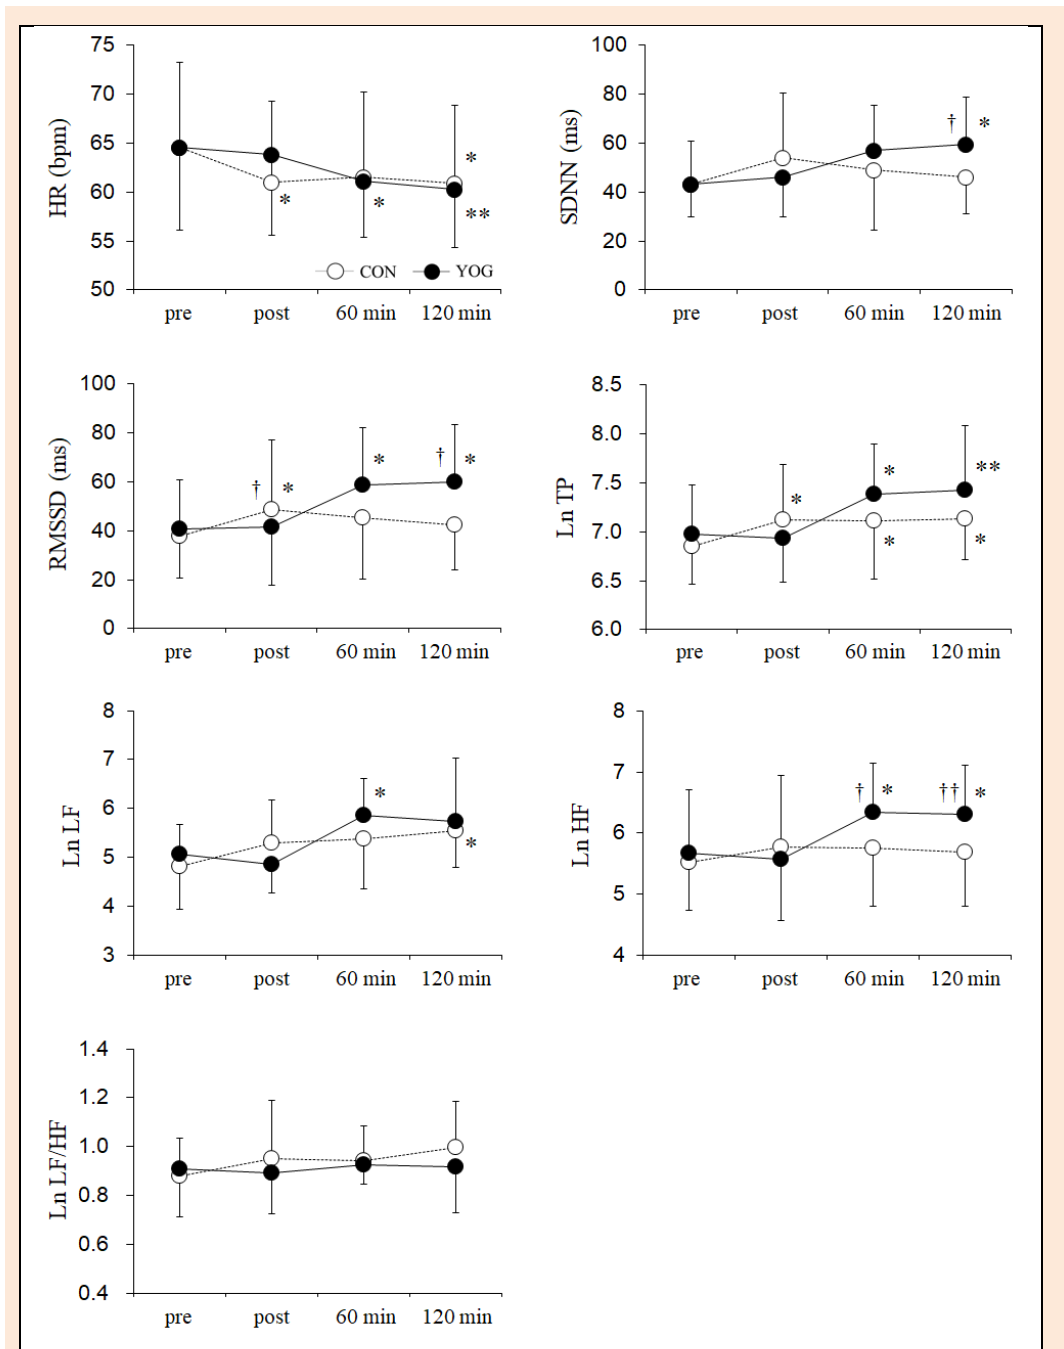 HR (bpm)
75
70
65
60
55
50
*
*
*
**
CON YOG
pre post 60 min 120 min
SDNN (ms)
100
80
60
40
20
0
† *
pre post 60 min 120 min
RMSSD (ms)
100
80
60
40
20
0
† * * † *
pre post 60 min 120 min
Ln TP
8.5
8.0
7.5
7.0
6.5
6.0
* * **
* *
pre post 60 min 120 min
Ln LF
8
7
6
5
4
3
*
*
pre post 60 min 120 min
Ln HF
8
7
6
5
4
† * †† *
pre post 60 min 120 min
Ln LF/HF
1.4
1.2
1.0
0.8
0.6
0.4
pre post 60 min 120 min